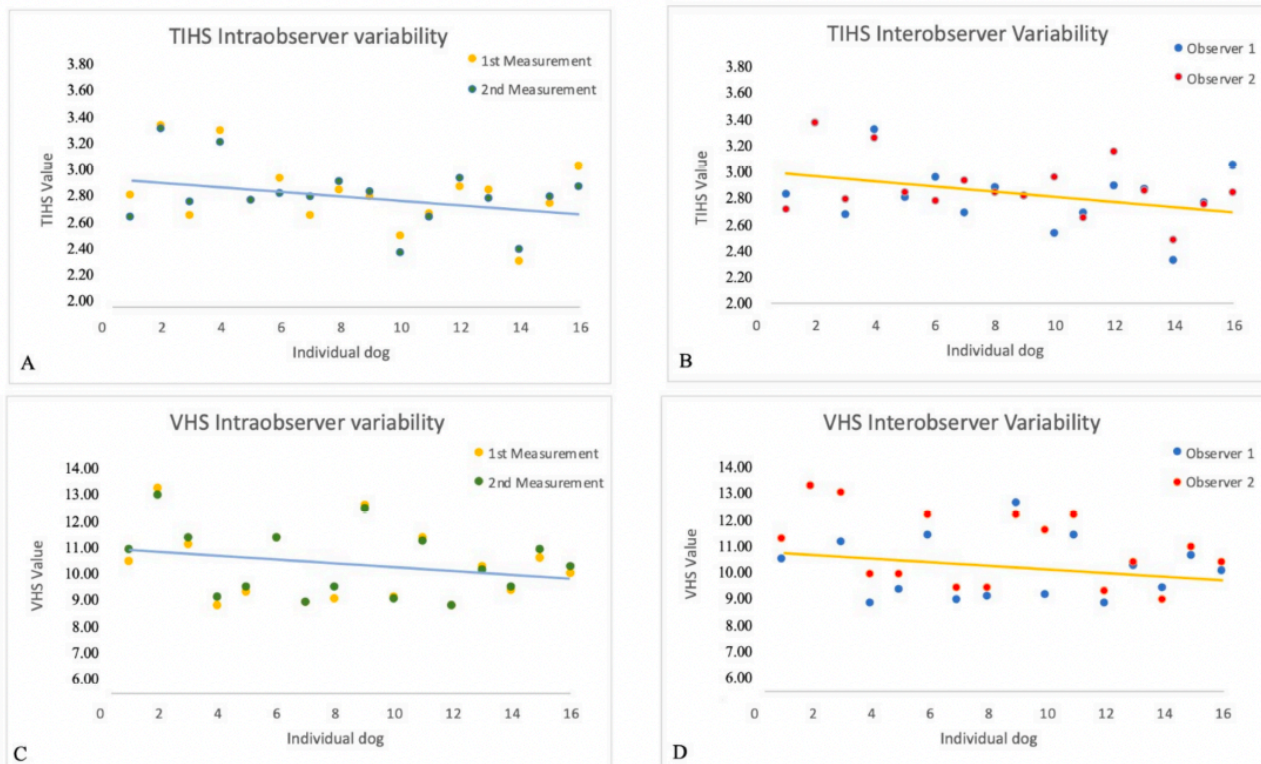 TIHS Intraobserver variability
1st Measurement
2nd Measurement
3.80
3.60
3.40
3.20
3.00
2.80
2.60
2.40
2.20
2.00
TIHS Value
0 2 4 6 8 10 12 14 16
Individual dog
A
TIHS Interobserver Variability
Observer 1
Observer 2
3.80
3.60
3.40
3.20
3.00
2.80
2.60
2.40
2.20
2.00
TIHS Value
0 2 4 6 8 10 12 14 16
Individual dog
B
VHS Intraobserver variability
1st Measurement
2nd Measurement
14.00
13.00
12.00
11.00
10.00
9.00
8.00
7.00
6.00
VHS Value
0 2 4 6 8 10 12 14 16
Individual dog
C
VHS Interobserver Variability
Observer 1
Observer 2
14.00
13.00
12.00
11.00
10.00
9.00
8.00
7.00
6.00
VHS Value
0 2 4 6 8 10 12 14 16
Individual dog
D